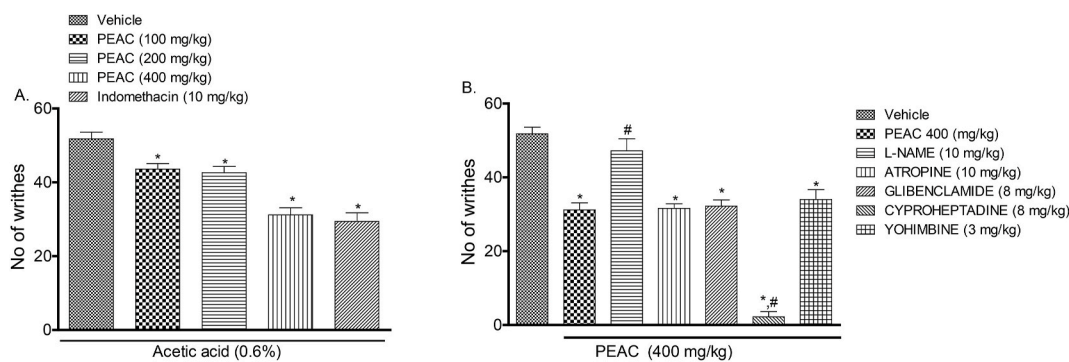 Vehicle
PEAC (100 mg/kg)
PEAC (200 mg/kg)
PEAC (400 mg/kg)
Indomethacin (10 mg/kg)
A.
60
40
20
0
No of writhes
*
*
*
*
Acetic acid (0.6%)
B.
60
40
20
0
No of writhes
*
#
*
*
*,#
*
PEAC (400 mg/kg)
Vehicle
PEAC 400 (mg/kg)
L-NAME (10 mg/kg)
ATROPINE (10 mg/kg)
GLIBENCLAMIDE (8 mg/kg)
CYPROHEPTADINE (8 mg/kg)
YOHIMBINE (3 mg/kg)